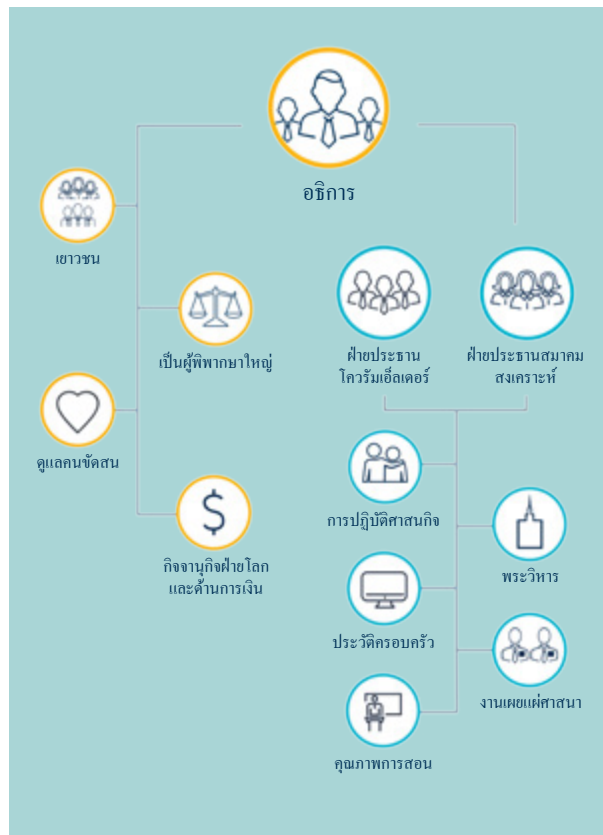 อธิการ
เยาวชน
เป็นผู้พิพากษาใหญ่
ดูแลคนขัดสน
กิจจานุกิจฝ่ายโลก
และด้านการเงิน
ฝ่ายประธาน
โควรัมเอ็ลเดอร์
ฝ่ายประธานสมาคม
สงเคราะห์
การปฏิบัติศาสนกิจ
พระวิหาร
ประวัติครอบครัว
งานเผยแผ่ศาสนา
คุณภาพการสอน